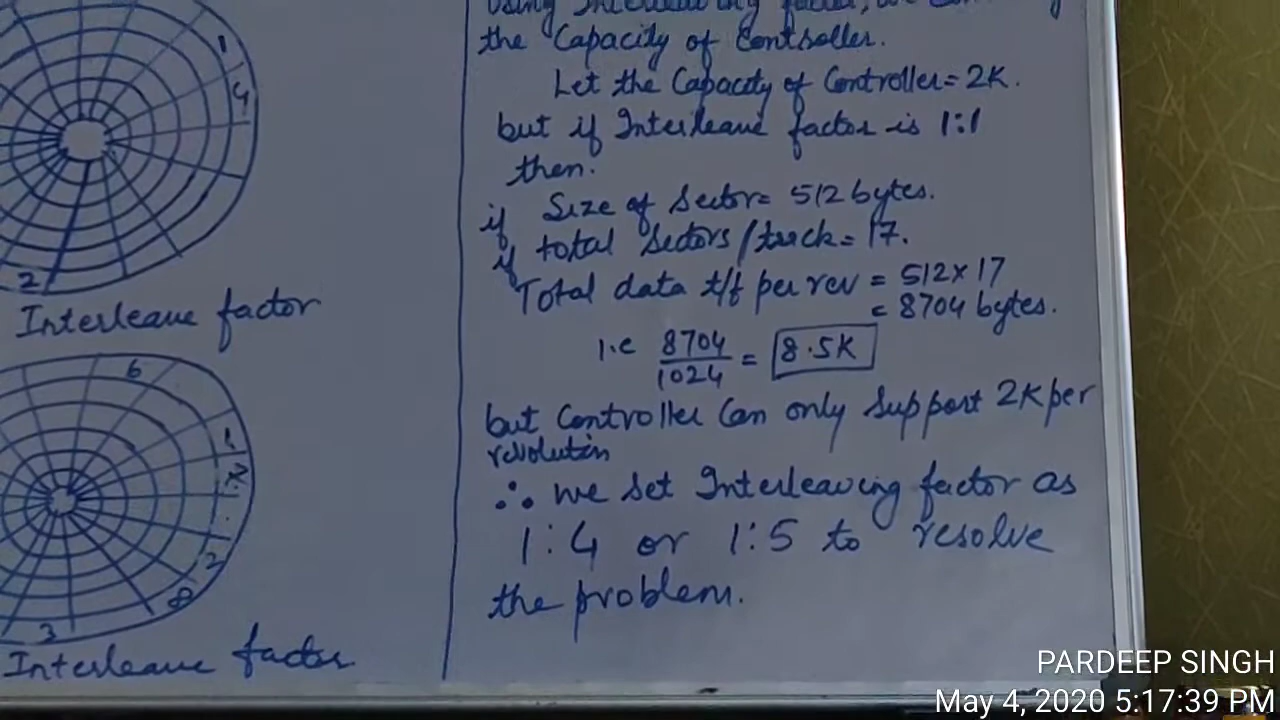 1
4
2
Interleave factor
6
1
2
8
3
Interleave factor
the Capacity of Controller.
Let the Capacity of Controller = 2K.
but if Interleave factor is 1:1
then.
if Size of Sector = 512 bytes.
if total Sectors/track = 17.
Total data t/f per rev = 512 x 17
= 8704 bytes.
i.e 8704/1024 = 8.5K
but Controller Can only Support 2K per
revolution
∴ we set Interleaving factor as
1:4 or 1:5 to resolve
the problem.
PARDEEP SINGH
May 4, 2020 5:17:39 PM